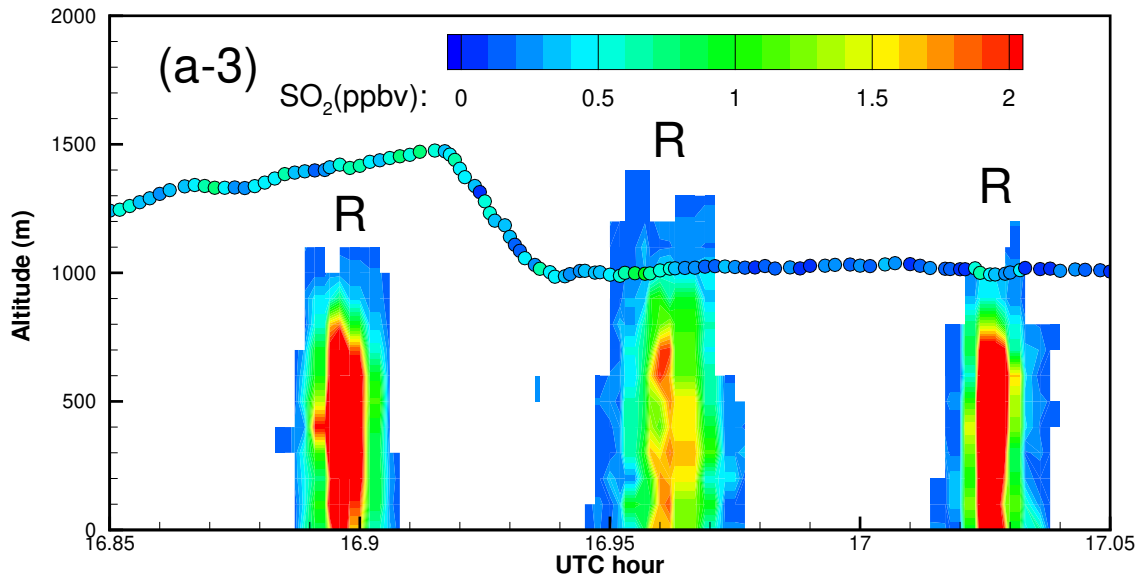 2000
(a-3)
SO2(ppbv): 0 0.5 1 1.5 2
R
1500
R
R
1000
500
0
16.85 16.9 16.95 17 17.05
Altitude (m)
UTC hour